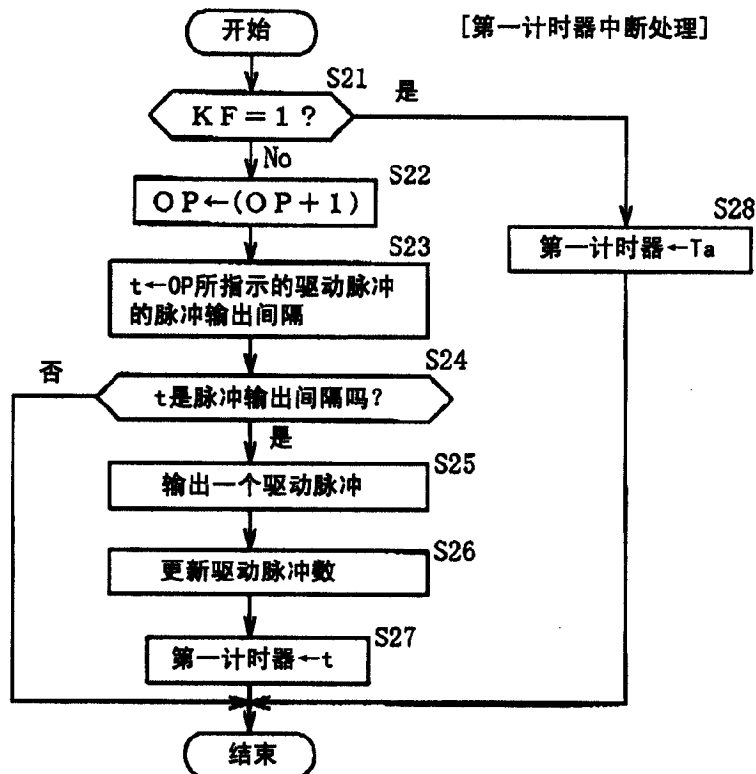 开始
[第一计时器中断处理]
S21
KF=1?
是
No
S22
OP←(OP+1)
S28
第一计时器←Ta
S23
t←OP所指示的驱动脉冲
的脉冲输出间隔
S24
否
t是脉冲输出间隔吗?
是
S25
输出一个驱动脉冲
S26
更新驱动脉冲数
S27
第一计时器←t
结束